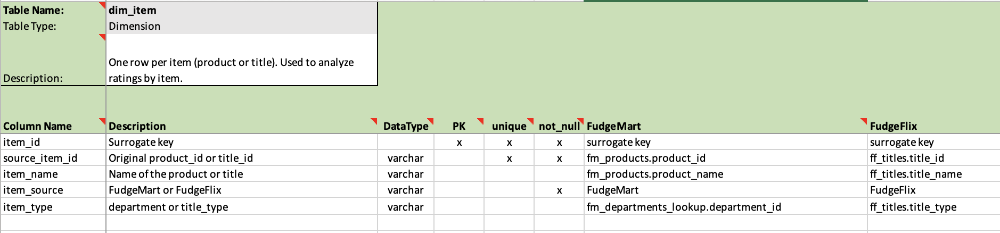 Table Name: dim_item
Table Type: Dimension
One row per item (product or title). Used to analyze
Description: ratings by item.
Column Name Description DataType PK unique not_null FudgeMart FudgeFlix
item_id Surrogate key x x x surrogate key surrogate key
source_item_id Original product_id or title_id varchar x x fm_products.product_id ff_titles.title_id
item_name Name of the product or title varchar fm_products.product_name ff_titles.title_name
item_source FudgeMart or FudgeFlix varchar x FudgeMart FudgeFlix
item_type department or title_type varchar fm_departments_lookup.department_id ff_titles.title_type